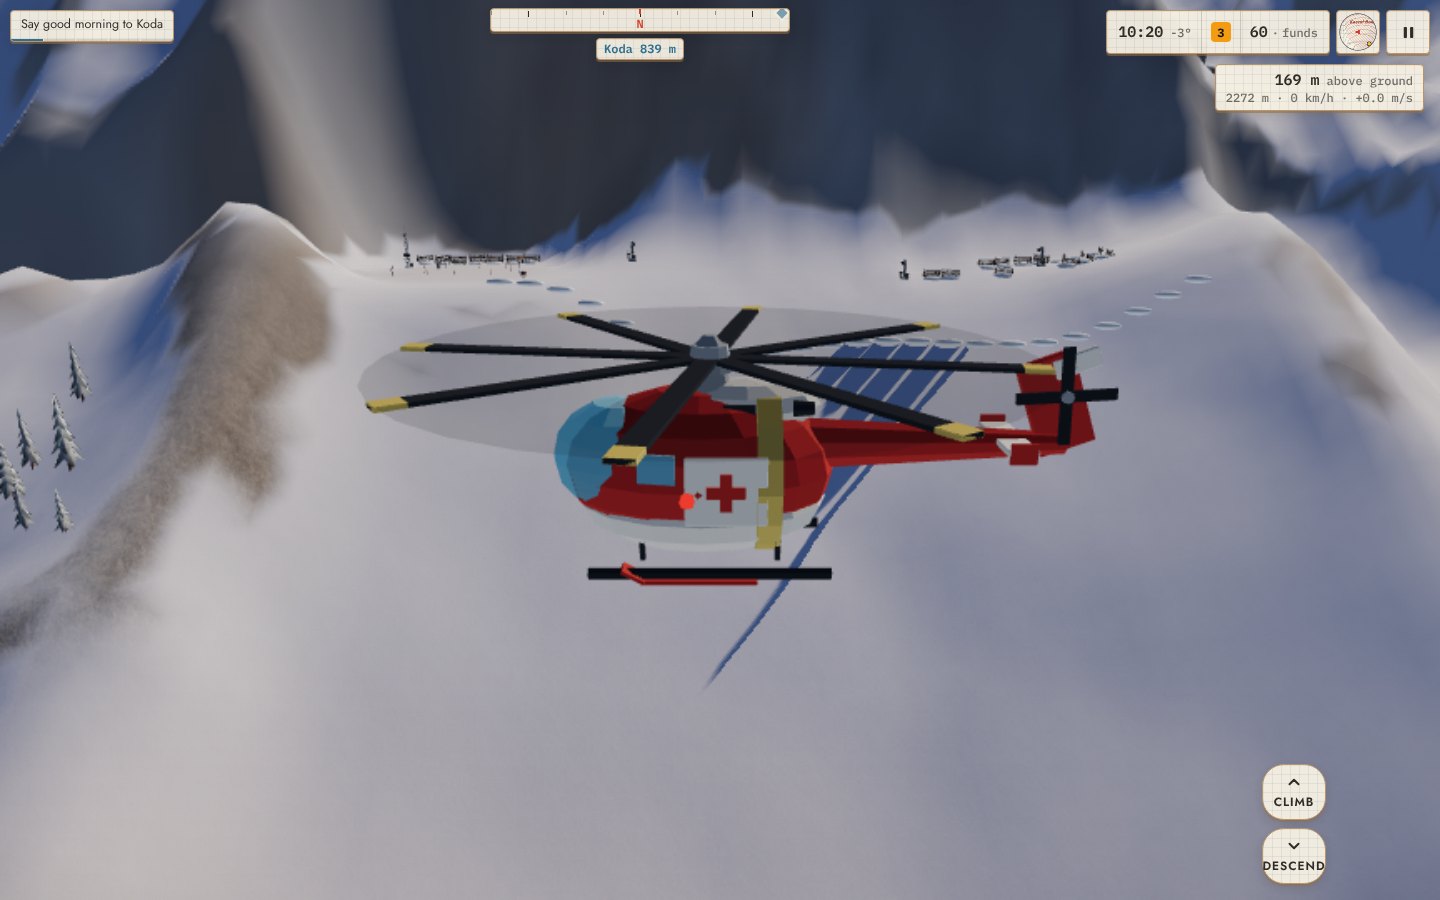 Say good morning to Koda
N
Koda 839 m
10:20 -3°
3
60 · funds
169 m above ground
2272 m · 0 km/h · +0.0 m/s
CLIMB
DESCEND